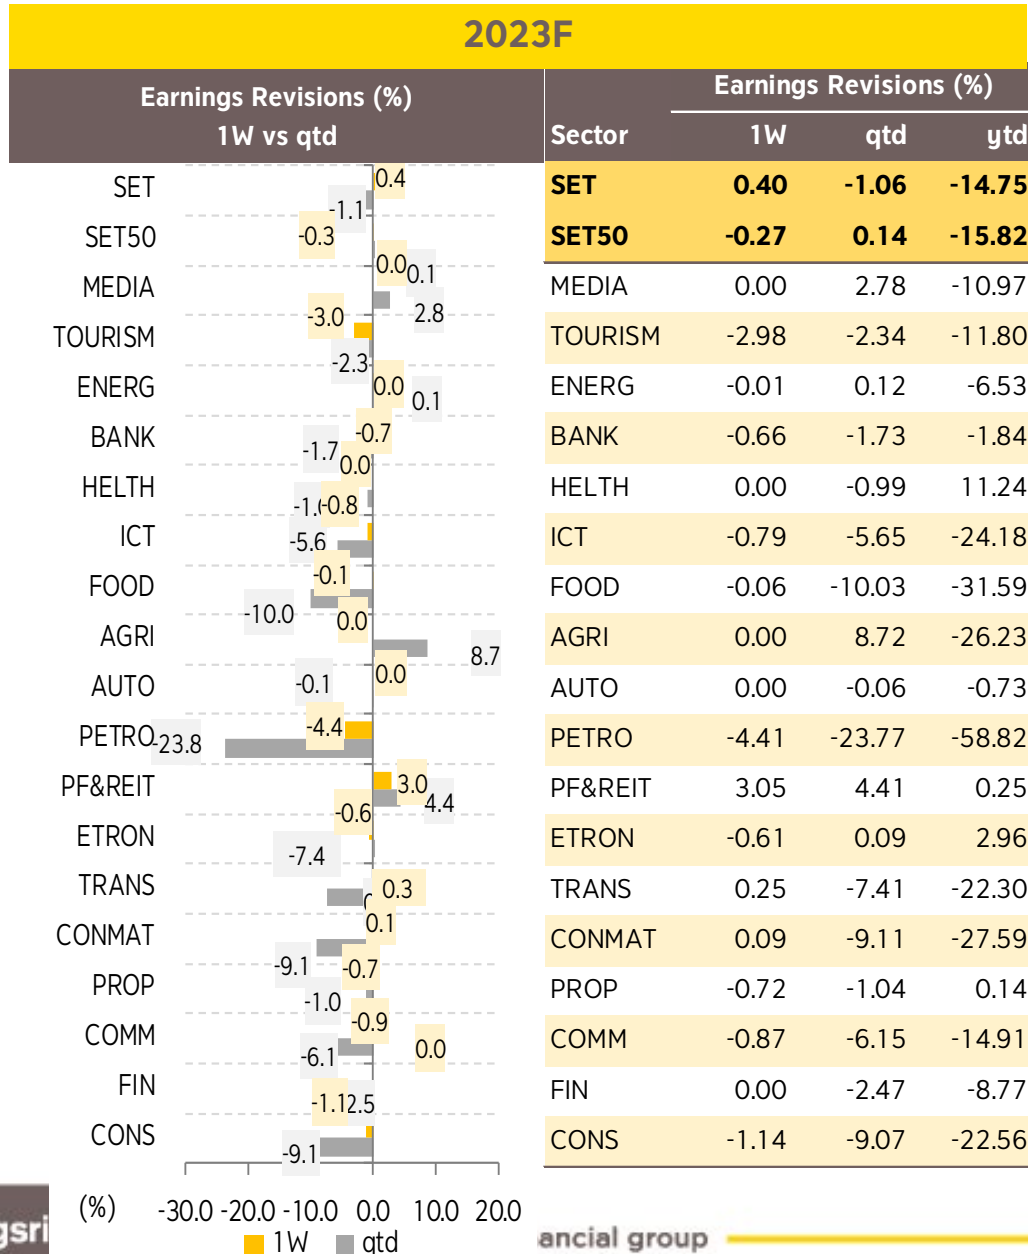 2023F
Earnings Revisions (%)
1W vs qtd
SET
0.4
-1.1
SET50
-0.3
0.0
0.1
MEDIA
2.8
-3.0
TOURISM
-2.3
ENERG
0.0
0.1
BANK
-0.7
-1.7
0.0
HELTH
-0.8
ICT
-5.6
-0.1
FOOD
-10.0
0.0
AGRI
8.7
AUTO
-0.1
0.0
PETRO
-4.4
-23.8
PF&REIT
3.0
4.4
-0.6
ETRON
-7.4
TRANS
0.3
0.1
CONMAT
-9.1
-0.7
PROP
-1.0
-0.9
COMM
-6.1
0.0
FIN
-1.1
2.5
CONS
-9.1
(%) -30.0 -20.0 -10.0 0.0 10.0 20.0
1W qtd
Earnings Revisions (%)
Sector 1W qtd ytd
SET 0.40 -1.06 -14.75
SET50 -0.27 0.14 -15.82
MEDIA 0.00 2.78 -10.97
TOURISM -2.98 -2.34 -11.80
ENERG -0.01 0.12 -6.53
BANK -0.66 -1.73 -1.84
HELTH 0.00 -0.99 11.24
ICT -0.79 -5.65 -24.18
FOOD -0.06 -10.03 -31.59
AGRI 0.00 8.72 -26.23
AUTO 0.00 -0.06 -0.73
PETRO -4.41 -23.77 -58.82
PF&REIT 3.05 4.41 0.25
ETRON -0.61 0.09 2.96
TRANS 0.25 -7.41 -22.30
CONMAT 0.09 -9.11 -27.59
PROP -0.72 -1.04 0.14
COMM -0.87 -6.15 -14.91
FIN 0.00 -2.47 -8.77
CONS -1.14 -9.07 -22.56
gsri
ancial group